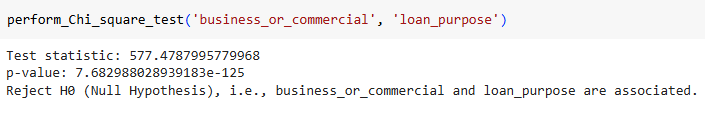 perform_Chi_square_test('business_or_commercial', 'loan_purpose')
Test statistic: 577.4787995779968
p-value: 7.682988028939183e-125
Reject H0 (Null Hypothesis), i.e., business_or_commercial and loan_purpose are associated.